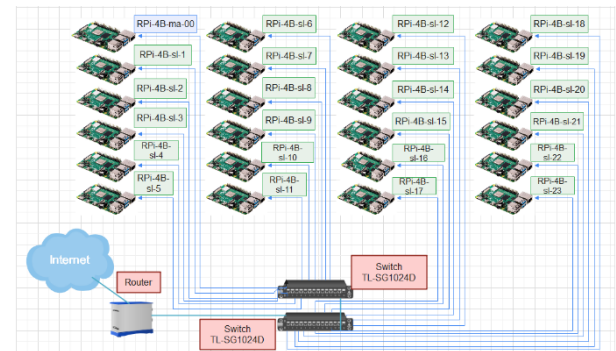 RPi-4B-ma-00
RPi-4B-sl-1
RPi-4B-sl-2
RPi-4B-sl-3
RPi-4B-
sl-4
RPi-4B-
sl-5
RPi-4B-sl-6
RPi-4B-sl-7
RPi-4B-sl-8
RPi-4B-sl-9
RPi-4B-
sl-10
RPi-4B-
sl-11
RPi-4B-sl-12
RPi-4B-sl-13
RPi-4B-sl-14
RPi-4B-sl-15
RPi-4B-
sl-16
RPi-4B-
sl-17
RPi-4B-sl-18
RPi-4B-sl-19
RPi-4B-sl-20
RPi-4B-sl-21
RPi-4B-
sl-22
RPi-4B-
sl-23
Internet
Router
Switch
TL-SG1024D
Switch
TL-SG1024D